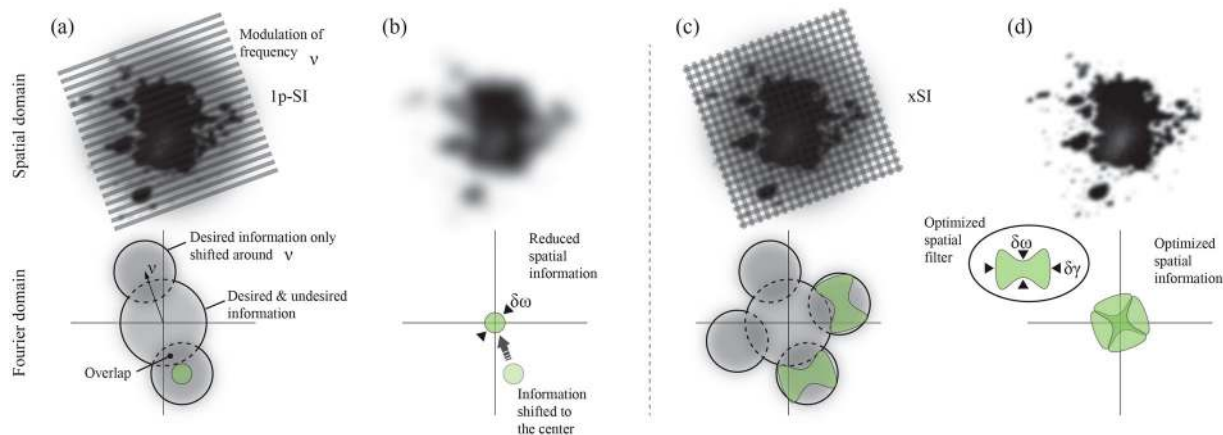 (a)
Modulation of
frequency ν
1p-SI
(b)
(c)
xSI
(d)
Spatial domain
Fourier domain
ν
Desired information only
shifted around ν
Desired & undesired
information
Overlap
Reduced
spatial
information
δω
Information
shifted to
the center
Optimized
spatial
filter
δω
δγ
Optimized
spatial
information